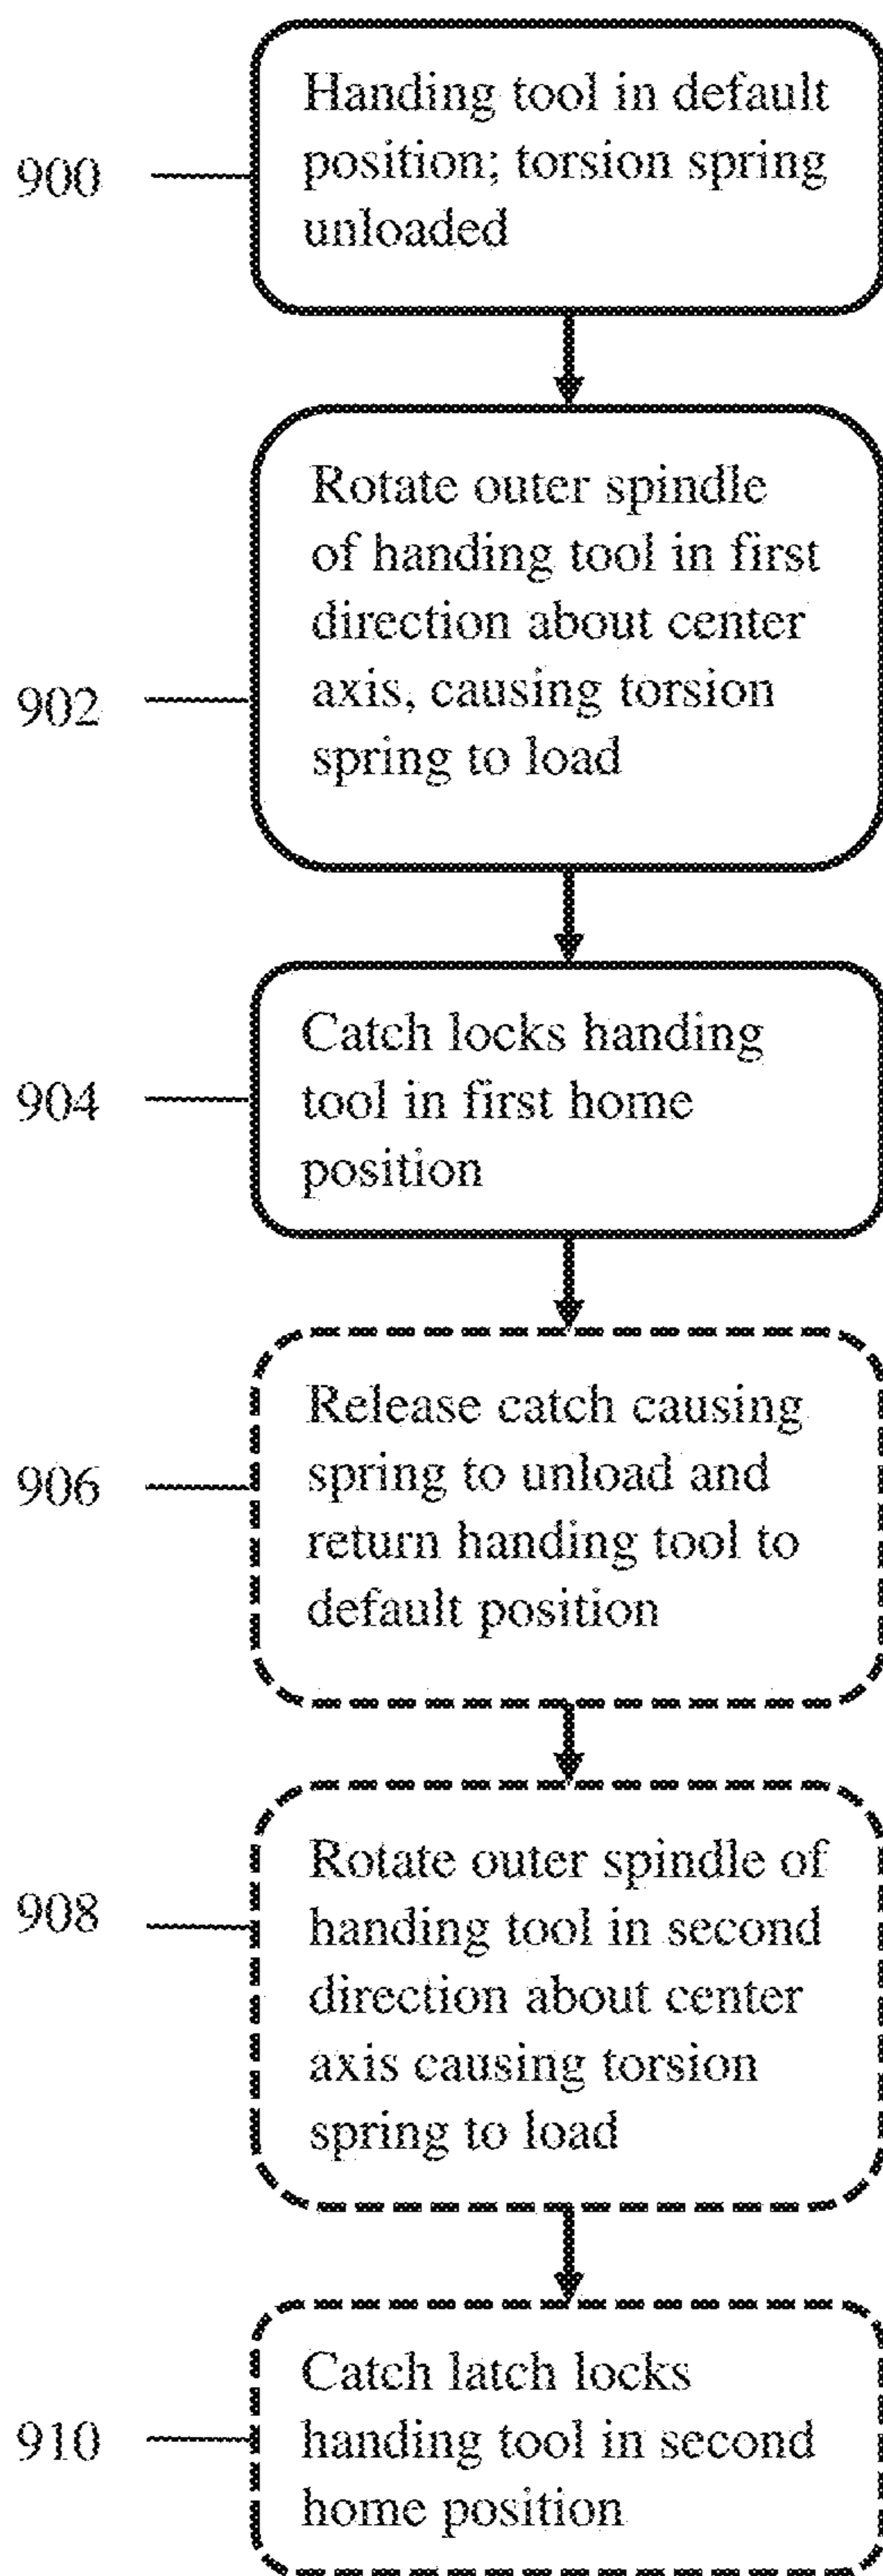 Handing tool in default
position; torsion spring
unloaded
900
Rotate outer spindle
of handing tool in first
direction about center
axis, causing torsion
spring to load
902
Catch locks handing
tool in first home
position
904
Release catch causing
spring to unload and
return handing tool to
default position
906
Rotate outer spindle of
handing tool in second
direction about center
axis causing torsion
spring to load
908
Catch latch locks
handing tool in second
home position
910